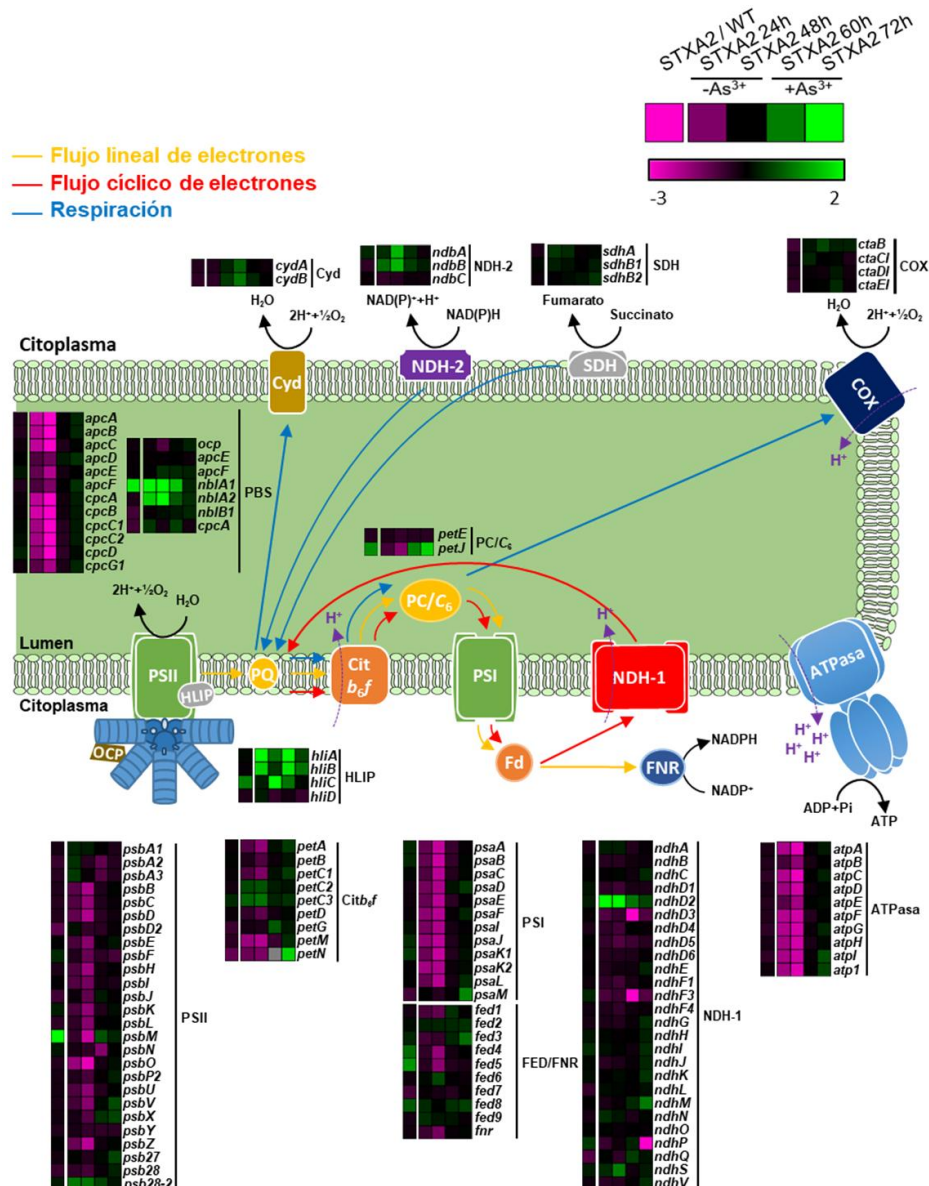 STXA2 / WT
STXA2 24h
STXA2 48h
STXA2 60h
STXA2 72h
-As³⁺
+As³⁺
-3
2
Flujo lineal de electrones
Flujo cíclico de electrones
Respiración
cydA
cydB
Cyd
ndbA
ndbB
ndbC
NDH-2
sdhA
sdhB1
sdhB2
SDH
ctaB
ctaCI
ctaDI
ctaEI
COX
H₂O
2H⁺+½O₂
NAD(P)⁺+H⁺
NAD(P)H
Fumarato
Succinato
H₂O
2H⁺+½O₂
Citoplasma
Cyd
NDH-2
SDH
COX
H⁺
apcA
apcB
apcC
apcD
apcE
apcF
cpcA
cpcB
cpcC1
cpcC2
cpcD
cpcG1
ocp
apcE
apcF
nblA1
nblA2
nblB1
cpcA
PBS
petE
petJ
PC/C₆
2H⁺+½O₂
H₂O
H⁺
PC/C₆
H⁺
Lumen
Citoplasma
PSII
HLIP
PQ
Cit
b₆f
PSI
NDH-1
ATPasa
H⁺
H⁺
H⁺
H⁺
H⁺
OCP
hliA
hliB
hliC
hliD
HLIP
Fd
FNR
NADPH
NADP⁺
ADP+Pi
ATP
psbA1
psbA2
psbA3
psbB
psbC
psbD
psbD2
psbE
psbF
psbH
psbI
psbJ
psbK
psbL
psbM
psbN
psbO
psbP2
psbU
psbV
psbX
psbY
psbZ
psb27
psb28
psb28-2
PSII
petA
petB
petC1
petC2
petC3
petD
petG
petM
petN
Citb₆f
psaA
psaB
psaC
psaD
psaE
psaF
psaI
psaJ
psaK1
psaK2
psaL
psaM
PSI
fed1
fed2
fed3
fed4
fed5
fed6
fed7
fed8
fed9
fnr
FED/FNR
ndhA
ndhB
ndhC
ndhD1
ndhD2
ndhD3
ndhD4
ndhD5
ndhD6
ndhE
ndhF1
ndhF3
ndhF4
ndhG
ndhH
ndhI
ndhJ
ndhK
ndhL
ndhM
ndhN
ndhO
ndhP
ndhQ
ndhS
ndhV
NDH-1
atpA
atpB
atpC
atpD
atpE
atpF
atpG
atpH
atpI
atp1
ATPasa